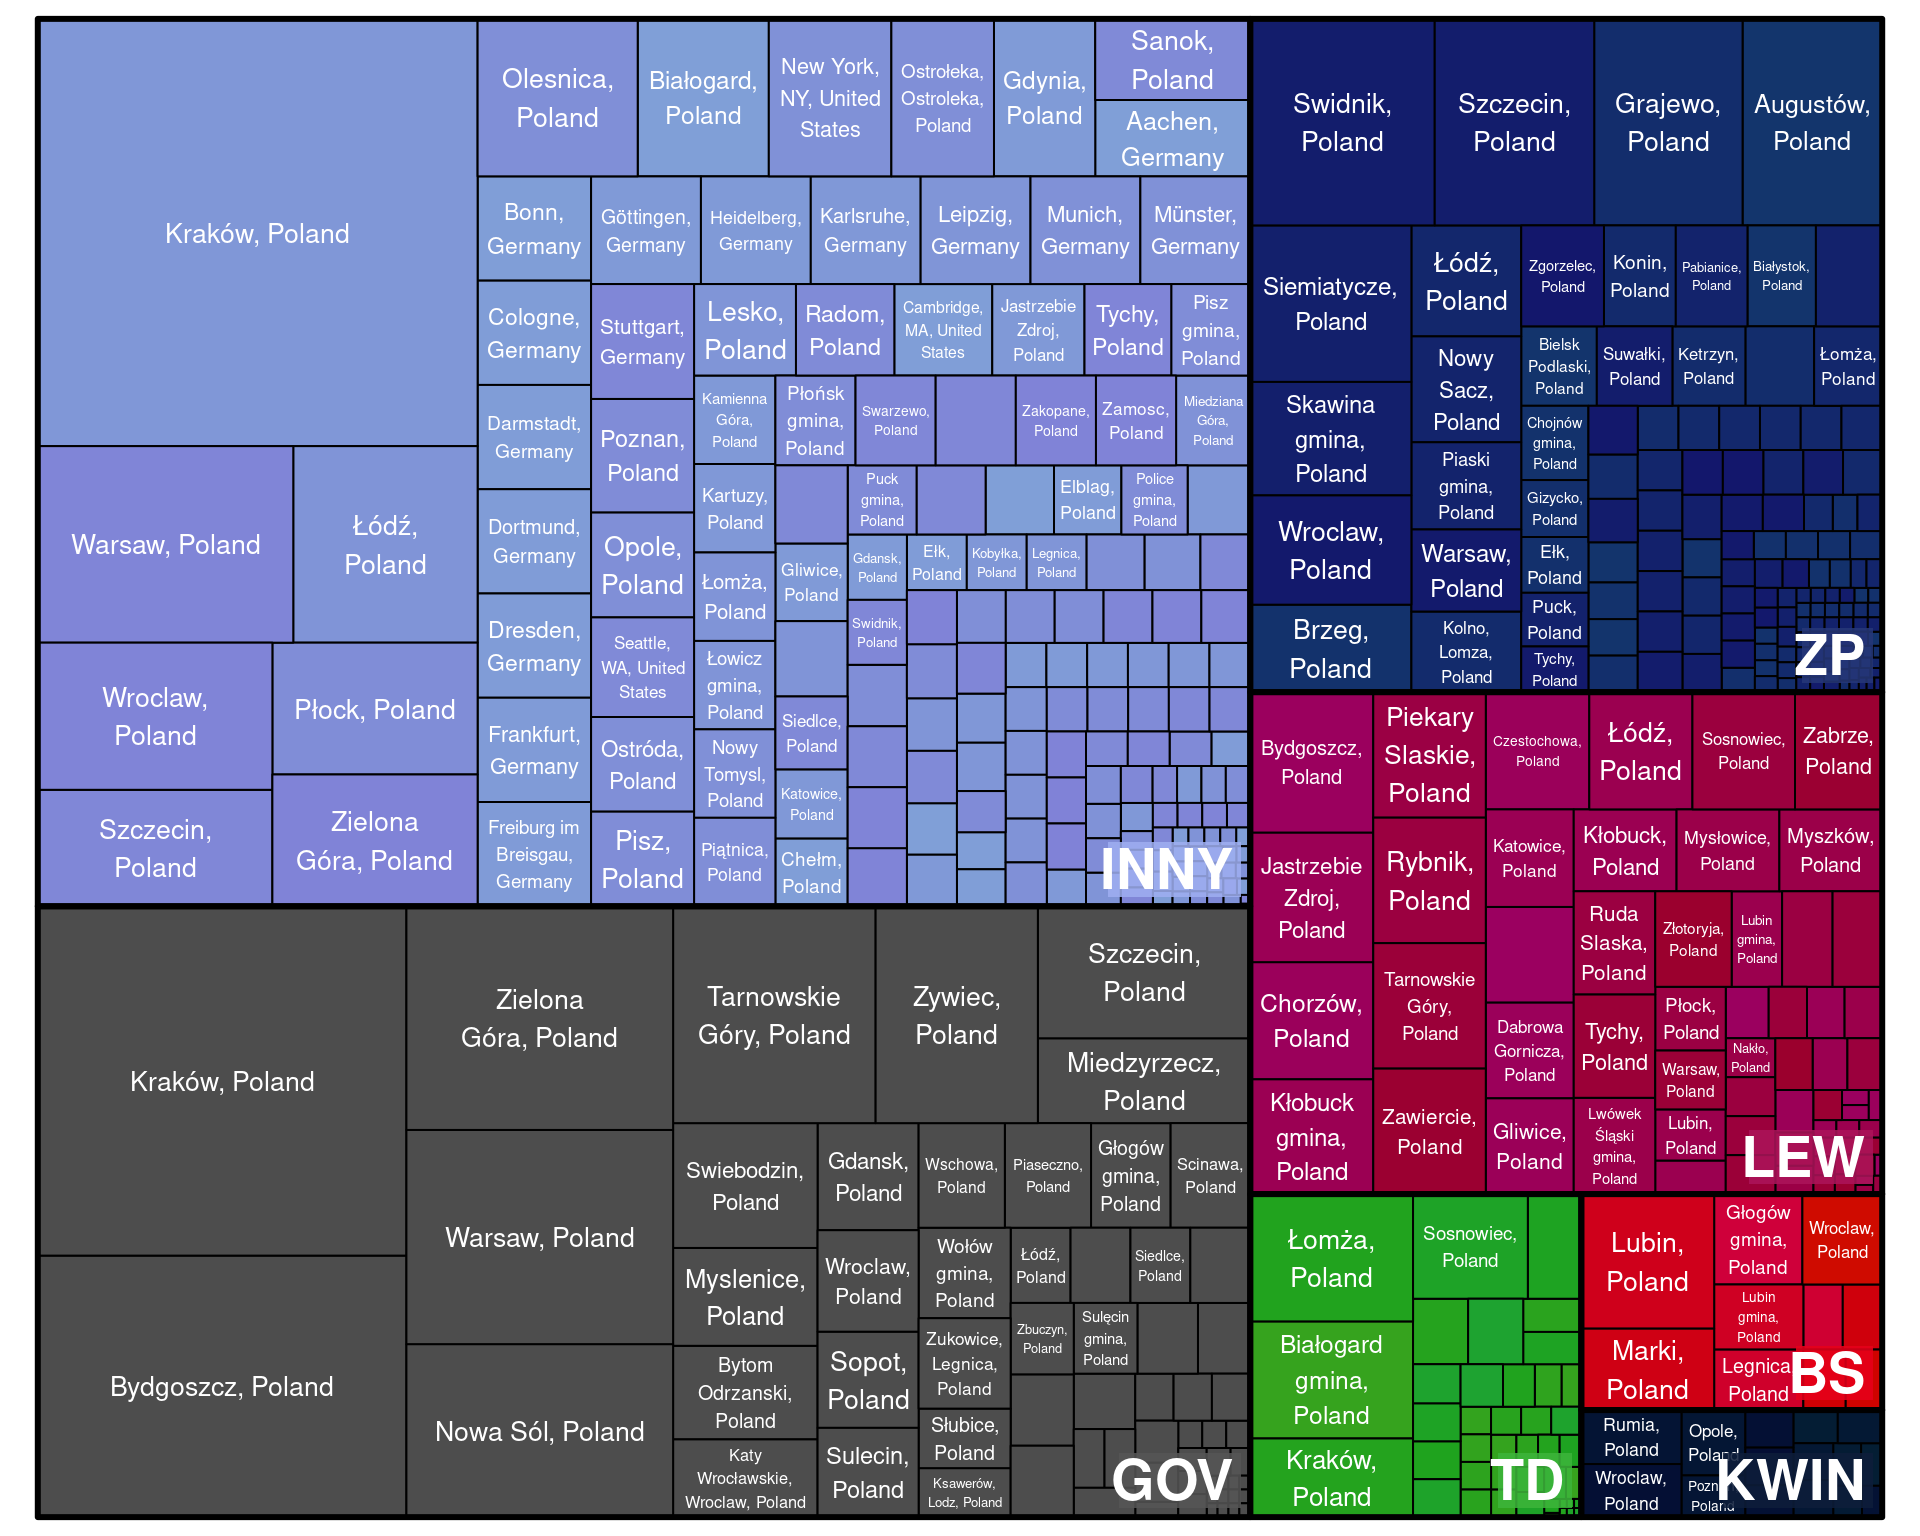 Kraków, Poland
Warsaw, Poland
Łódź,
Poland
Wroclaw,
Poland
Płock, Poland
Szczecin,
Poland
Zielona
Góra, Poland
Olesnica,
Poland
Białogard,
Poland
New York,
NY, United
States
Ostrołeka,
Ostroleka,
Poland
Gdynia,
Poland
Sanok,
Poland
Aachen,
Germany
Bonn,
Germany
Göttingen,
Germany
Heidelberg,
Germany
Karlsruhe,
Germany
Leipzig,
Germany
Munich,
Germany
Münster,
Germany
Cologne,
Germany
Darmstadt,
Germany
Dortmund,
Germany
Dresden,
Germany
Frankfurt,
Germany
Freiburg im
Breisgau,
Germany
Stuttgart,
Germany
Poznan,
Poland
Opole,
Poland
Seattle,
WA, United
States
Ostróda,
Poland
Pisz,
Poland
Lesko,
Poland
Radom,
Poland
Cambridge,
MA, United
States
Jastrzebie
Zdroj,
Poland
Tychy,
Poland
Pisz
gmina,
Poland
Kamienna
Góra,
Poland
Kartuzy,
Poland
Łomża,
Poland
Łowicz
gmina,
Poland
Nowy
Tomysl,
Poland
Piątnica,
Poland
Płońsk
gmina,
Poland
Swarzewo,
Poland
Zakopane,
Poland
Zamosc,
Poland
Miedziana
Góra,
Poland
Gliwice,
Poland
Siedlce,
Poland
Katowice,
Poland
Chełm,
Poland
Puck
gmina,
Poland
Elblag,
Poland
Police
gmina,
Poland
Gdansk,
Poland
Swidnik,
Poland
Ełk,
Poland
Kobyłka,
Poland
Legnica,
Poland
INNY
Swidnik,
Poland
Szczecin,
Poland
Grajewo,
Poland
Augustów,
Poland
Siemiatycze,
Poland
Skawina
gmina,
Poland
Wroclaw,
Poland
Brzeg,
Poland
Łódź,
Poland
Nowy
Sacz,
Poland
Piaski
gmina,
Poland
Warsaw,
Poland
Kolno,
Lomza,
Poland
Zgorzelec,
Poland
Konin,
Poland
Pabianice,
Poland
Białystok,
Poland
Bielsk
Podlaski,
Poland
Suwałki,
Poland
Ketrzyn,
Poland
Łomża,
Poland
Chojnów
gmina,
Poland
Gizycko,
Poland
Ełk,
Poland
Puck,
Poland
Tychy,
Poland
ZP
Bydgoszcz,
Poland
Jastrzebie
Zdroj,
Poland
Chorzów,
Poland
Kłobuck
gmina,
Poland
Piekary
Slaskie,
Poland
Rybnik,
Poland
Tarnowskie
Góry,
Poland
Zawiercie,
Poland
Czestochowa,
Poland
Łódź,
Poland
Sosnowiec,
Poland
Zabrze,
Poland
Katowice,
Poland
Dabrowa
Gornicza,
Poland
Gliwice,
Poland
Kłobuck,
Poland
Mysłowice,
Poland
Myszków,
Poland
Ruda
Slaska,
Poland
Tychy,
Poland
Lwówek
Śląski
gmina,
Poland
Złotoryja,
Poland
Lubin
gmina,
Poland
Płock,
Poland
Warsaw,
Poland
Lubin,
Poland
Nakło,
Poland
LEW
Kraków, Poland
Bydgoszcz, Poland
Zielona
Góra, Poland
Warsaw, Poland
Nowa Sól, Poland
Tarnowskie
Góry, Poland
Zywiec,
Poland
Szczecin,
Poland
Miedzyrzecz,
Poland
Swiebodzin,
Poland
Myslenice,
Poland
Bytom
Odrzanski,
Poland
Katy
Wrocławskie,
Wroclaw, Poland
Gdansk,
Poland
Wroclaw,
Poland
Sopot,
Poland
Sulecin,
Poland
Wschowa,
Poland
Piaseczno,
Poland
Głogów
gmina,
Poland
Scinawa,
Poland
Wołów
gmina,
Poland
Zukowice,
Legnica,
Poland
Słubice,
Poland
Ksawerów,
Lodz, Poland
Łódź,
Poland
Siedlce,
Poland
Zbuczyn,
Poland
Sulęcin
gmina,
Poland
GOV
Łomża,
Poland
Białogard
gmina,
Poland
Kraków,
Poland
Sosnowiec,
Poland
TD
Lubin,
Poland
Marki,
Poland
Głogów
gmina,
Poland
Wroclaw,
Poland
Lubin
gmina,
Poland
Legnica
Poland
BS
Rumia,
Poland
Wroclaw,
Poland
Opole,
Poland
Pozn
Poland
KWIN